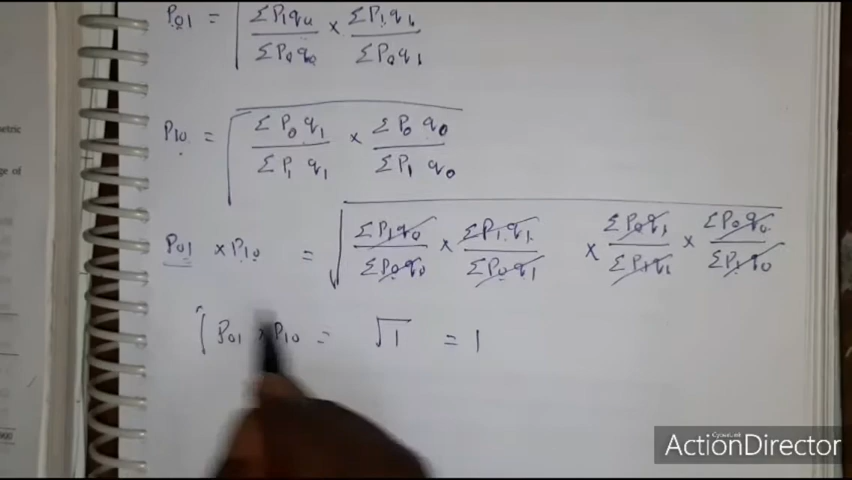 P01 = √ ΣP1q0 / ΣP0q0 × ΣP1q1 / ΣP0q1
P10 = √ ΣP0q1 / ΣP1q1 × ΣP0q0 / ΣP1q0
P01 × P10 = √ ΣP1q0 / ΣP0q0 × ΣP1q1 / ΣP0q1 × ΣP0q1 / ΣP1q1 × ΣP0q0 / ΣP1q0
P01 × P10 = √1 = 1
CyberLink
ActionDirector